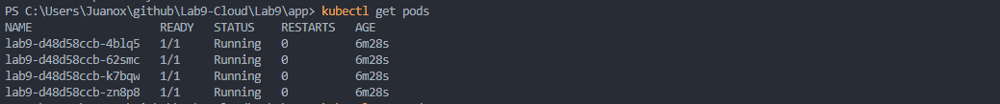 PS C:\Users\Juanox\github\Lab9-Cloud\Lab9\app> kubectl get pods
NAME READY STATUS RESTARTS AGE
lab9-d48d58ccb-4blq5 1/1 Running 0 6m28s
lab9-d48d58ccb-62smc 1/1 Running 0 6m28s
lab9-d48d58ccb-k7bqw 1/1 Running 0 6m28s
lab9-d48d58ccb-zn8p8 1/1 Running 0 6m28s